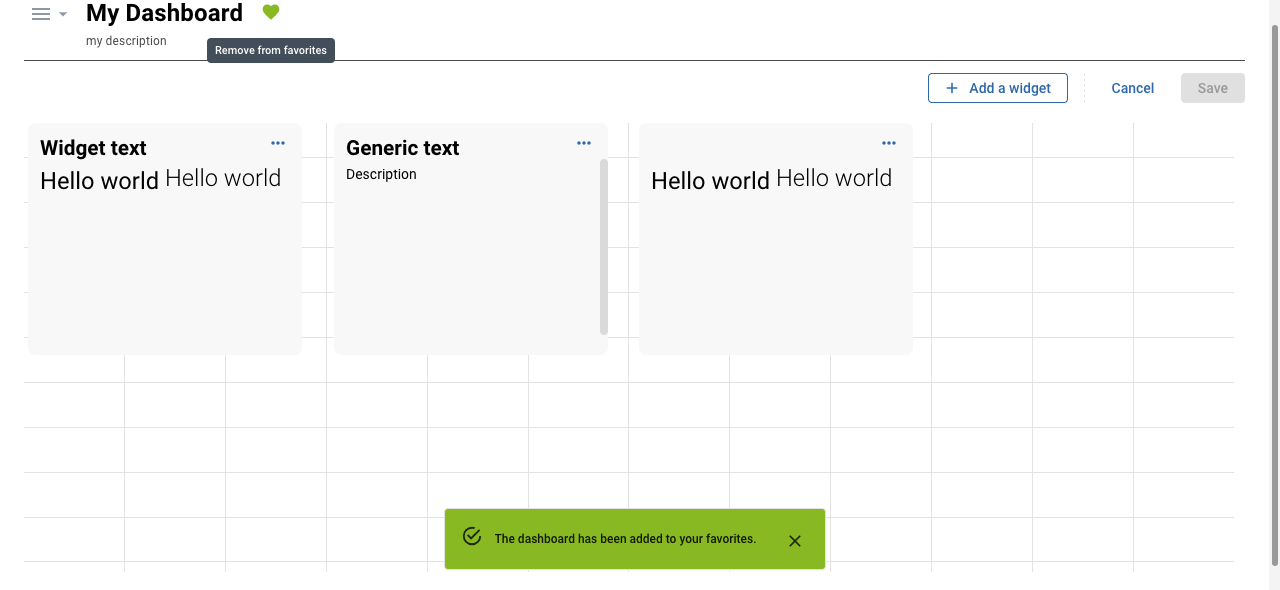 My Dashboard
my description
Remove from favorites
Add a widget
Cancel
Save
Widget text
Hello world Hello world
Generic text
Description
Hello world Hello world
The dashboard has been added to your favorites.